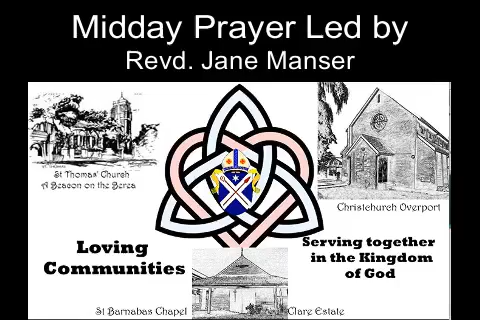 Midday Prayer Led by
Revd. Jane Manser
St Thomas' Church
A Beacon on the Berea
Christchurch Overport
Loving
Communities
Serving together
in the Kingdom
of God
St Barnabas Chapel
Clare Estate